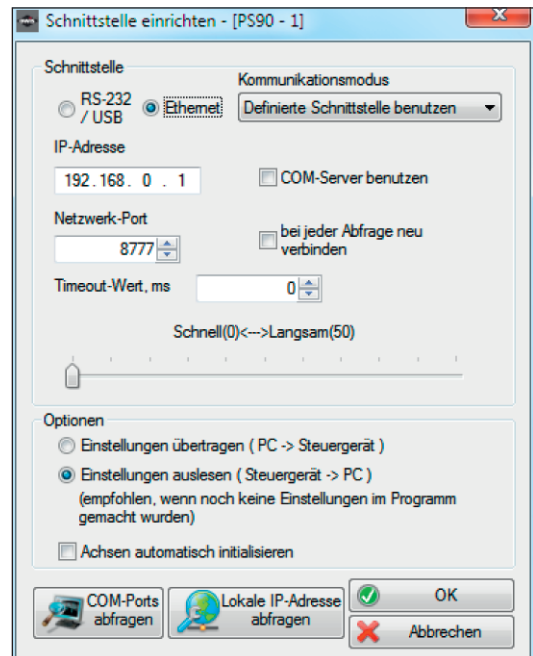 Schnittstelle einrichten - [PS90 - 1]
Schnittstelle
RS-232
/ USB
Ethernet
Kommunikationsmodus
Definierte Schnittstelle benutzen
IP-Adresse
192.168. 0 . 1
COM-Server benutzen
Netzwerk-Port
8777
bei jeder Abfrage neu
verbinden
Timeout-Wert, ms
0
Schnell(0)<--->Langsam(50)
Optionen
Einstellungen übertragen ( PC -> Steuergerät )
Einstellungen auslesen ( Steuergerät -> PC )
(empfohlen, wenn noch keine Einstellungen im Programm
gemacht wurden)
Achsen automatisch initialisieren
COM-Ports
abfragen
Lokale IP-Adresse
abfragen
OK
Abbrechen